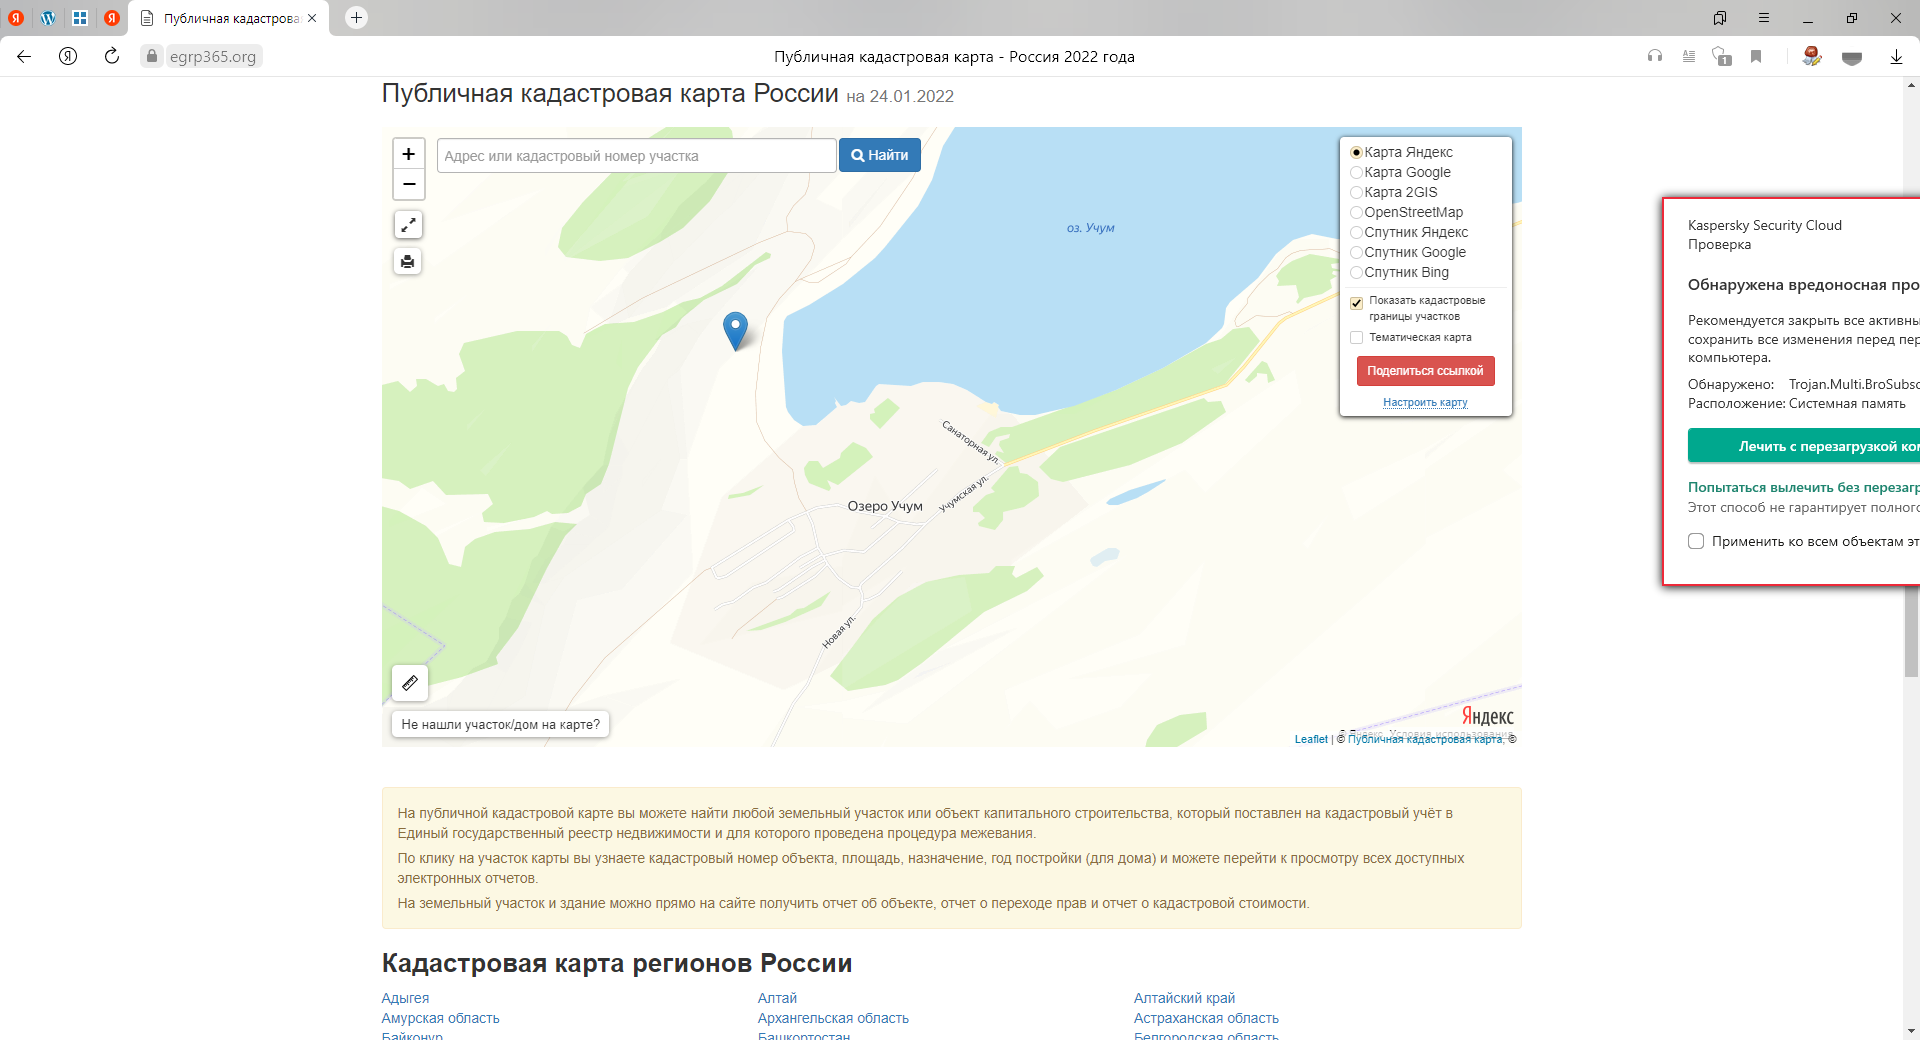 Публичная кадастрова
egrp365.org
Публичная кадастровая карта - Россия 2022 года
1
Публичная кадастровая карта России на 24.01.2022
+
−
Адрес или кадастровый номер участка
Найти
Карта Яндекс
Карта Google
Карта 2GIS
OpenStreetMap
Спутник Яндекс
Спутник Google
Спутник Bing
Показать кадастровые
границы участков
Тематическая карта
Поделиться ссылкой
Настроить карту
оз. Учум
Санаторная ул.
Учумская ул.
Озеро Учум
Новая ул.
Не нашли участок/дом на карте?
Яндекс
© Яндекс Условия использования
Leaflet | © Публичная кадастровая карта, ©
Kaspersky Security Cloud
Проверка
Обнаружена вредоносная про
Рекомендуется закрыть все активны
сохранить все изменения перед пер
компьютера.
Обнаружено: Trojan.Multi.BroSubsc
Расположение: Системная память
Лечить с перезагрузкой ко
Попытаться вылечить без перезагр
Этот способ не гарантирует полног
Применить ко всем объектам эт
На публичной кадастровой карте вы можете найти любой земельный участок или объект капитального строительства, который поставлен на кадастровый учёт в
Единый государственный реестр недвижимости и для которого проведена процедура межевания.
По клику на участок карты вы узнаете кадастровый номер объекта, площадь, назначение, год постройки (для дома) и можете перейти к просмотру всех доступных
электронных отчетов.
На земельный участок и здание можно прямо на сайте получить отчет об объекте, отчет о переходе прав и отчет о кадастровой стоимости.
Кадастровая карта регионов России
Адыгея Алтай Алтайский край
Амурская область Архангельская область Астраханская область
Байконур Башкортостан Белгородская область